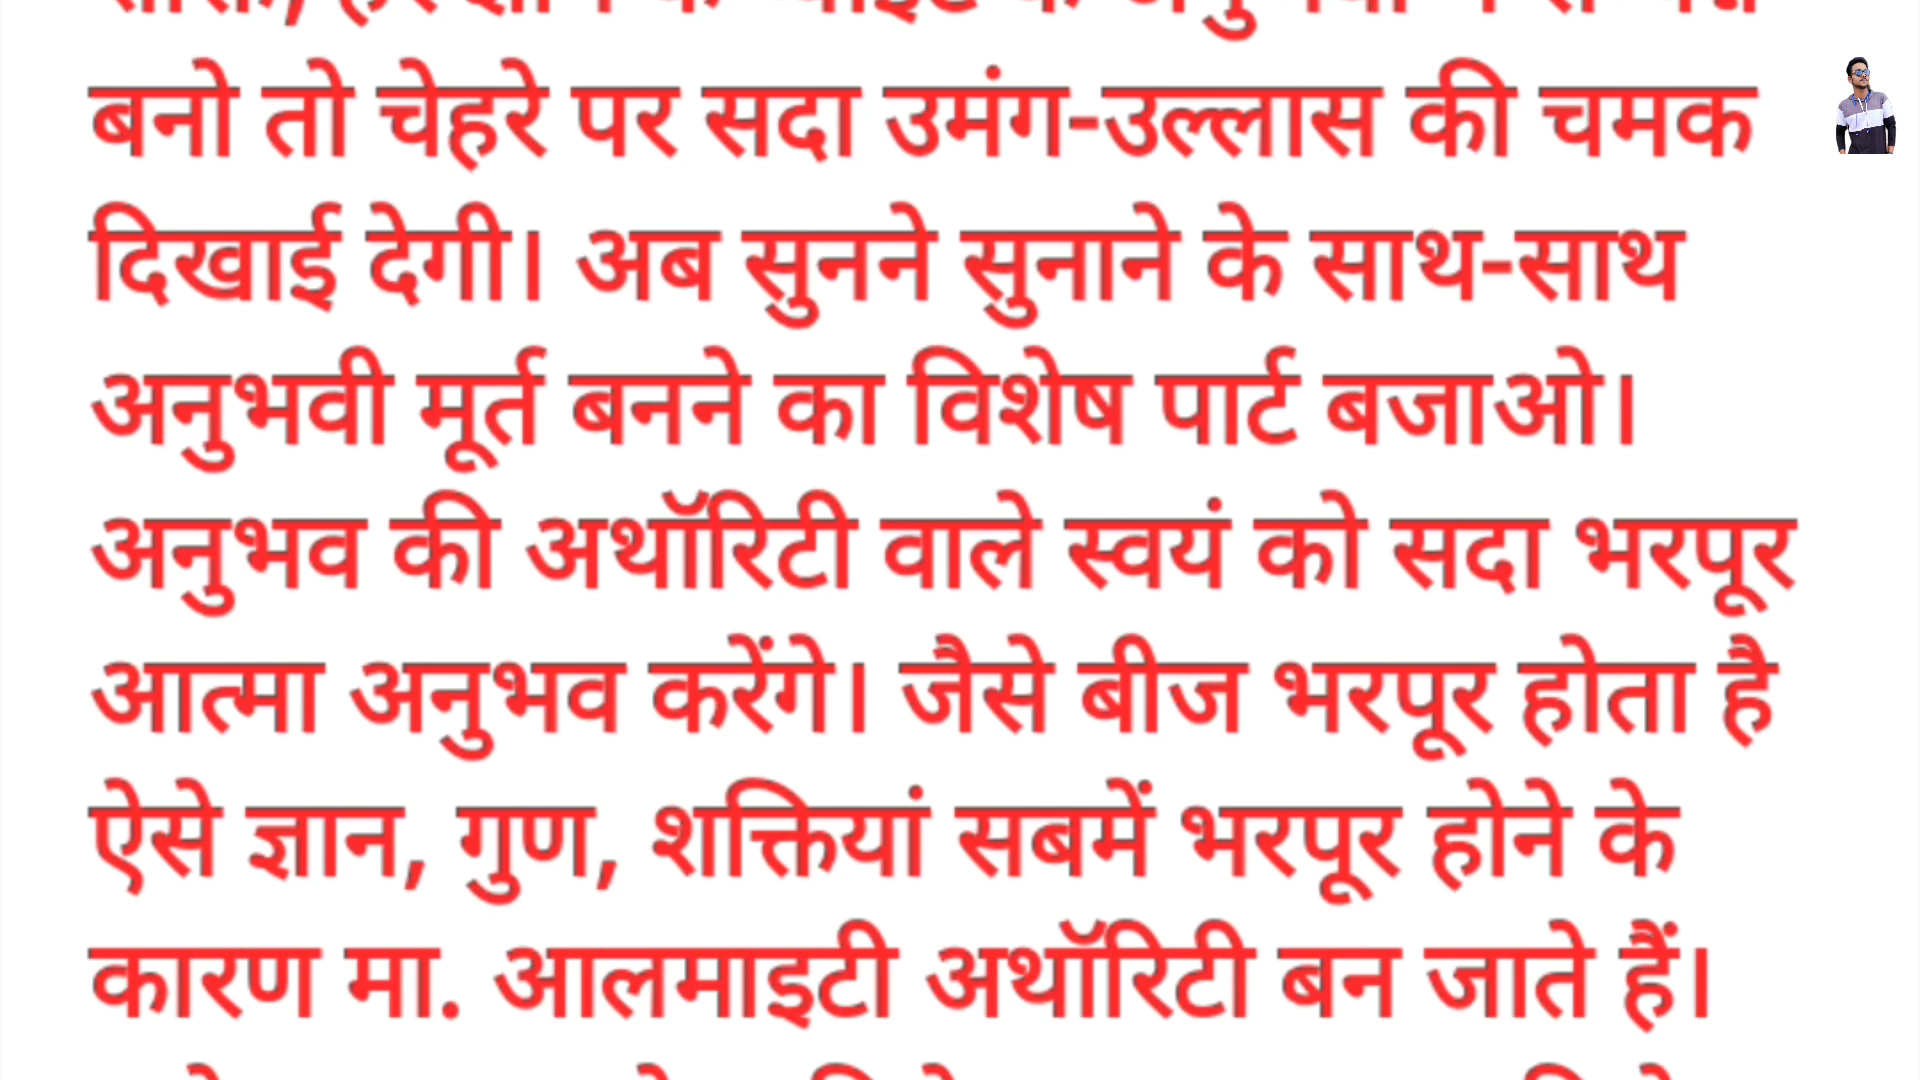 बनो तो चेहरे पर सदा उमंग-उल्लास की चमक
दिखाई देगी। अब सुनने सुनाने के साथ-साथ
अनुभवी मूर्त बनने का विशेष पार्ट बजाओ।
अनुभव की अथॉरिटी वाले स्वयं को सदा भरपूर
आत्मा अनुभव करेंगे। जैसे बीज भरपूर होता है
ऐसे ज्ञान, गुण, शक्तियां सबमें भरपूर होने के
कारण मा. आलमाइटी अथॉरिटी बन जाते हैं।